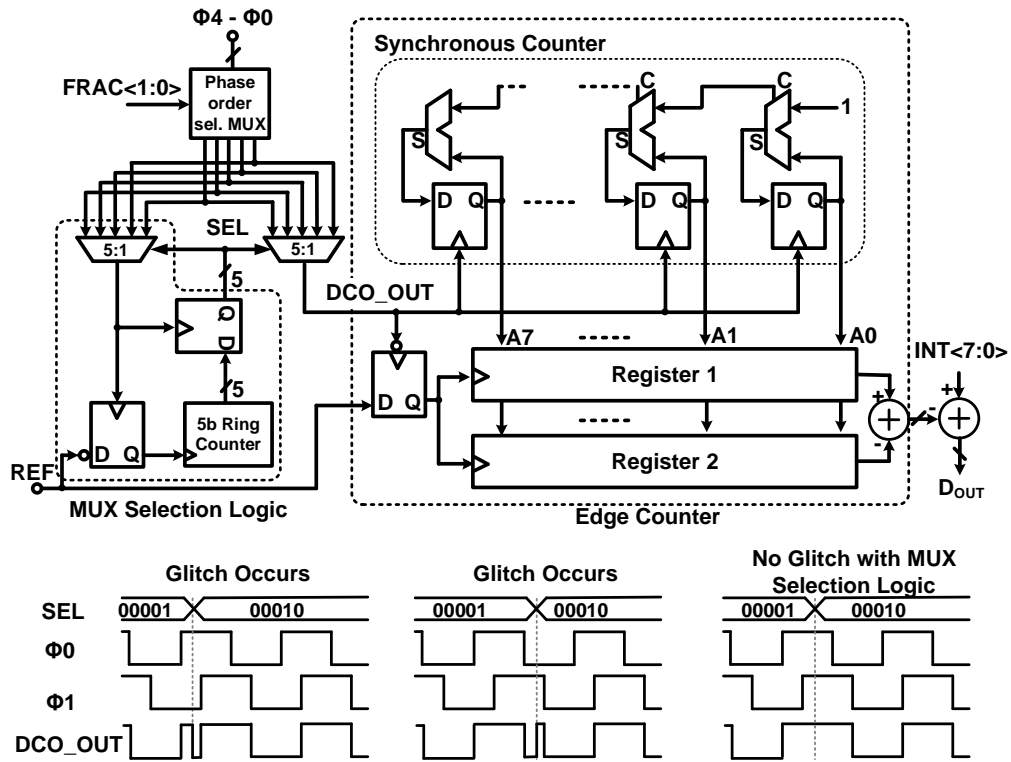 Φ4 - Φ0
FRAC<1:0>
Phase
order
sel. MUX
5:1
SEL
5:1
5
Q
D
5
D Q
5b Ring
Counter
REF
MUX Selection Logic
Synchronous Counter
C
C
1
S
S
S
D Q
D Q
D Q
DCO_OUT
A7
A1
A0
D Q
Register 1
Register 2
INT<7:0>
+
-
+
+
-
+
DOUT
Edge Counter
Glitch Occurs
Glitch Occurs
No Glitch with MUX
Selection Logic
SEL
00001
00010
00001
00010
00001
00010
Φ0
Φ1
DCO_OUT